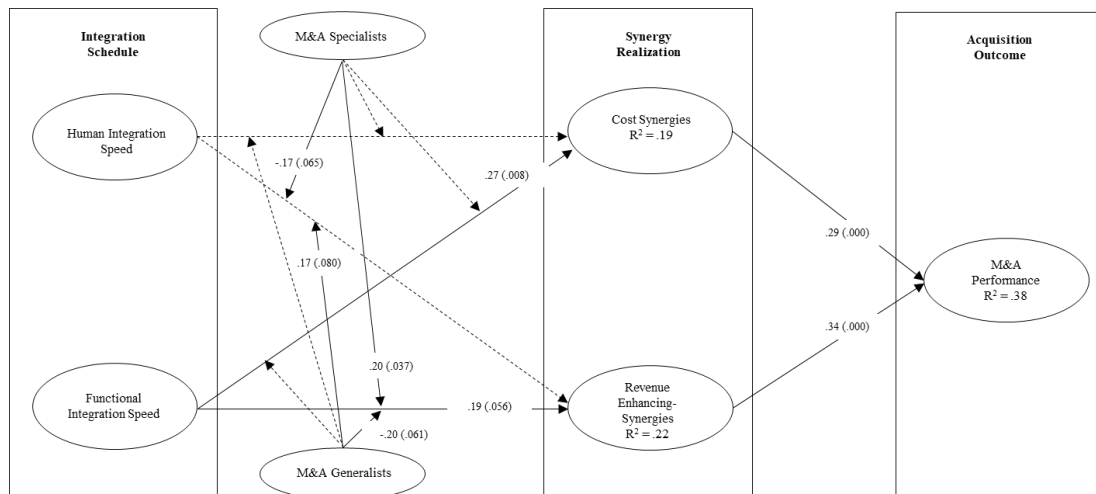 Integration
Schedule
M&A Specialists
Synergy
Realization
Acquisition
Outcome
Human Integration
Speed
Cost Synergies
R² = .19
-.17 (.065)
.27 (.008)
.29 (.000)
.17 (.080)
M&A
Performance
R² = .38
.34 (.000)
.20 (.037)
Functional
Integration Speed
.19 (.056)
Revenue
Enhancing-
Synergies
R² = .22
-.20 (.061)
M&A Generalists